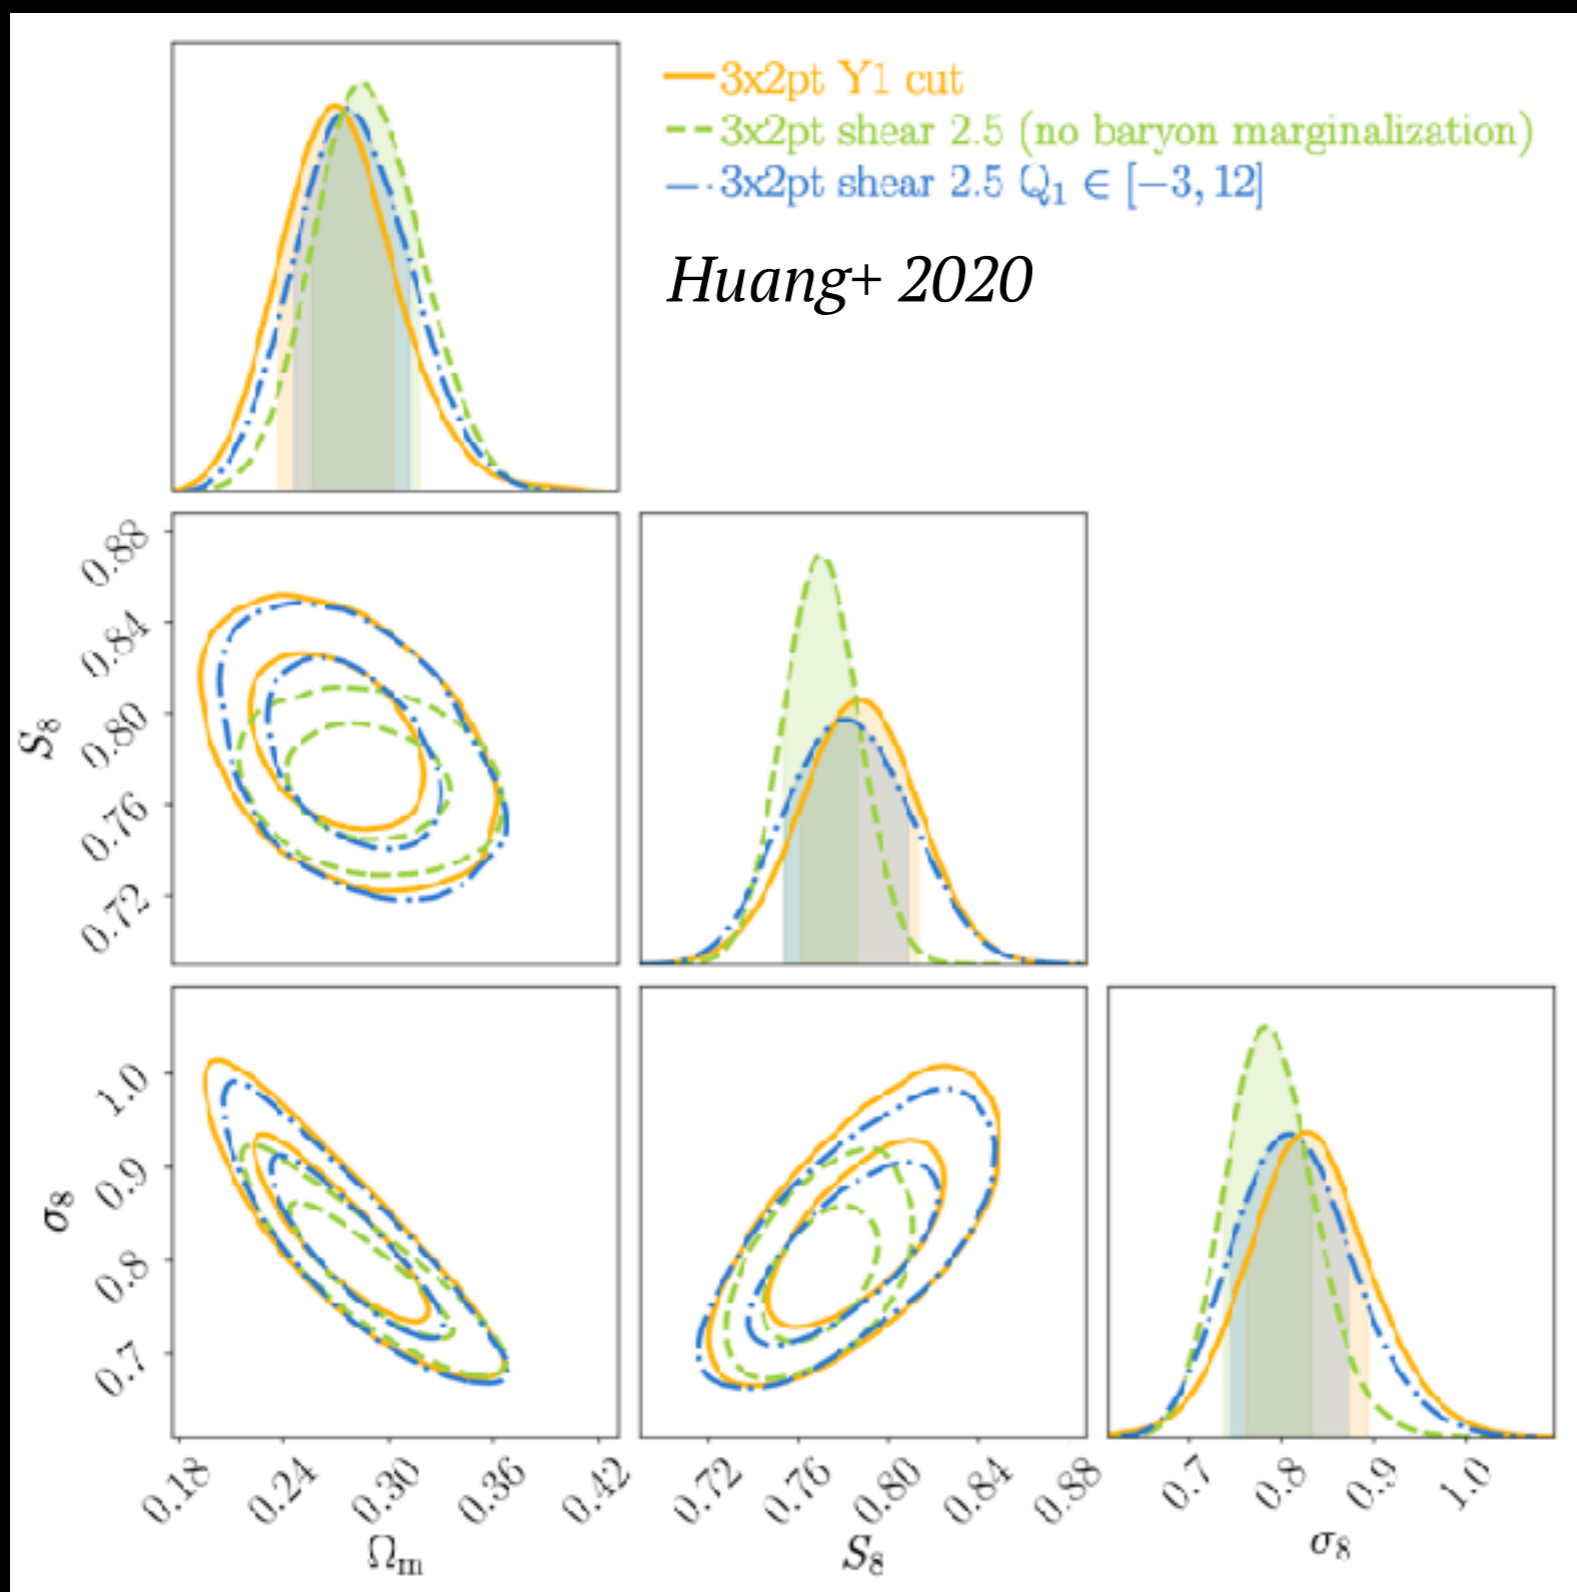 3x2pt Y1 cut
3x2pt shear 2.5 (no baryon marginalization)
3x2pt shear 2.5 Q₁ ∈ [−3, 12]
Huang+ 2020
0.88
0.84
0.80
0.76
0.72
S₈
1.0
0.9
0.8
0.7
σ₈
0.18 0.24 0.30 0.36 0.42
Ωₘ
0.72 0.76 0.80 0.84 0.88
S₈
0.7 0.8 0.9 1.0
σ₈